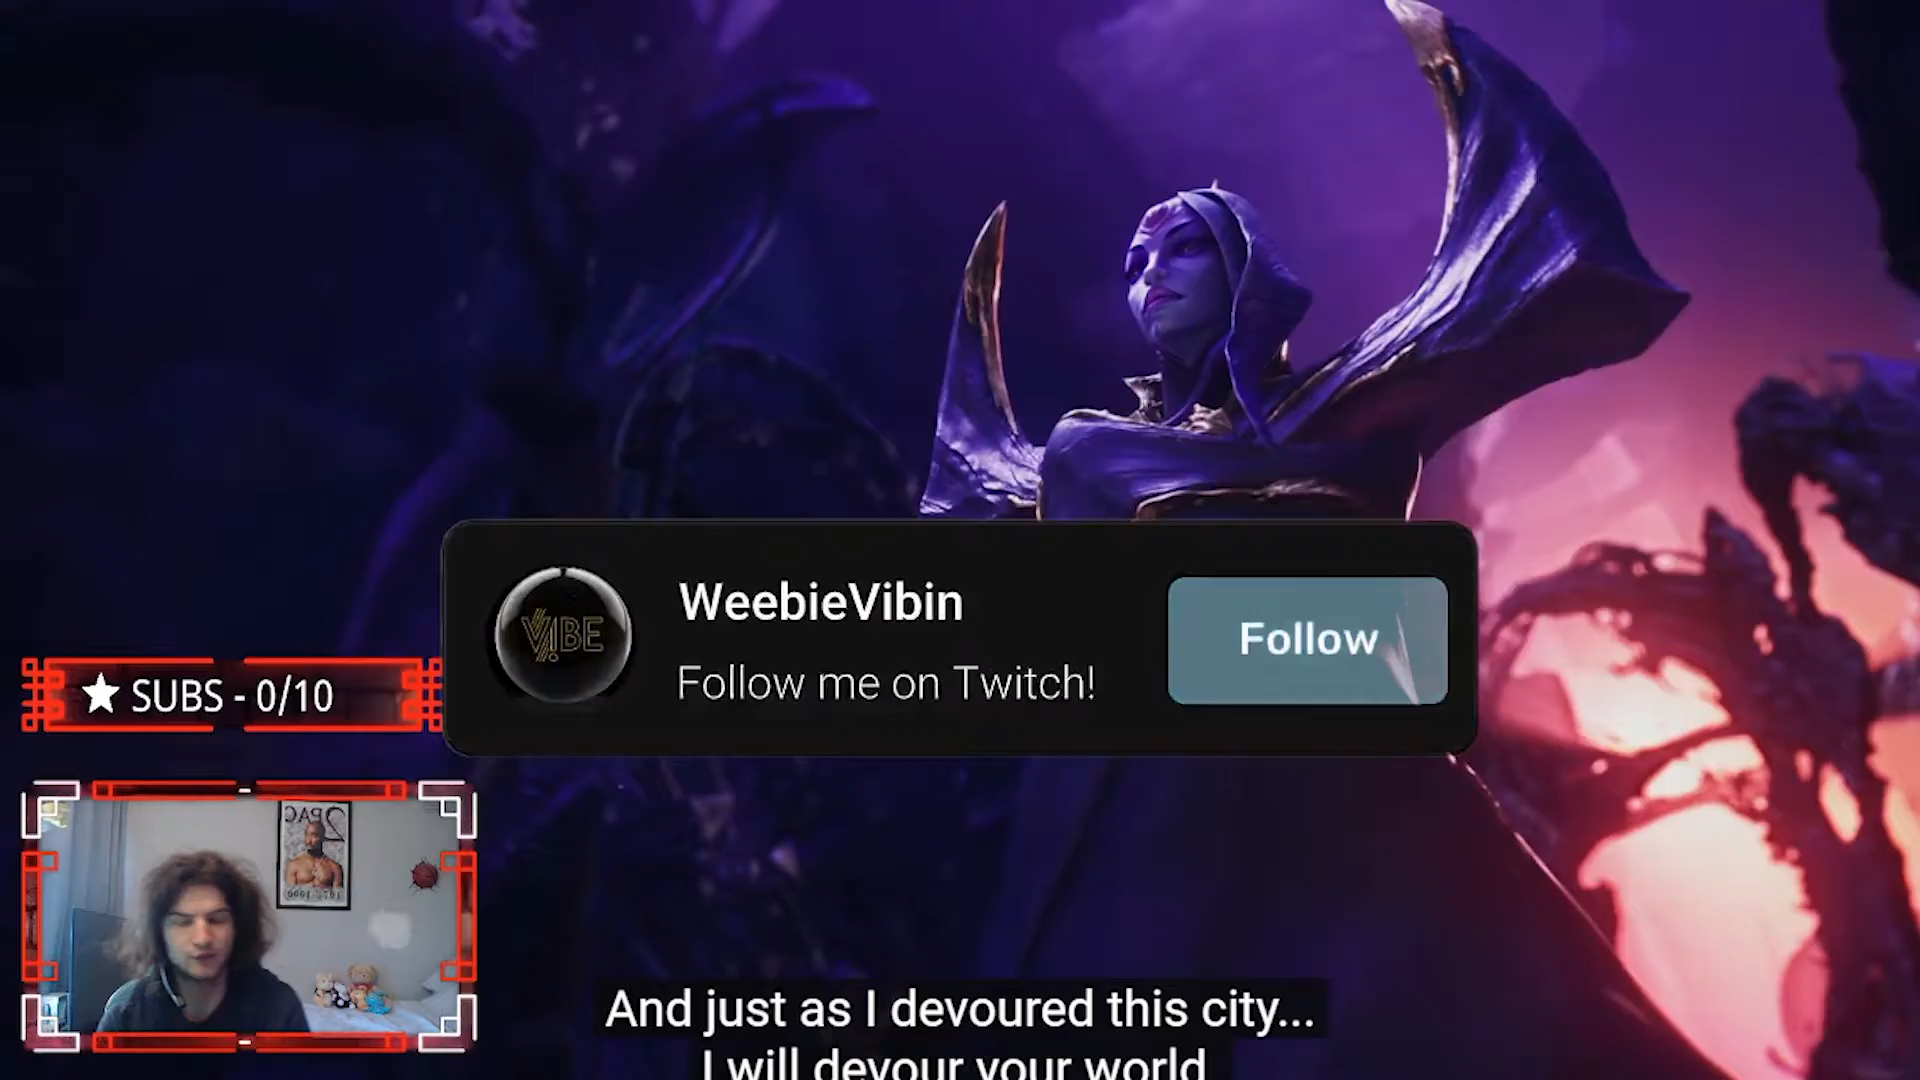 WeebieVibin
VIBE
Follow me on Twitch!
Follow
SUBS - 0/10
2PAC
And just as I devoured this city...
I will devour your world